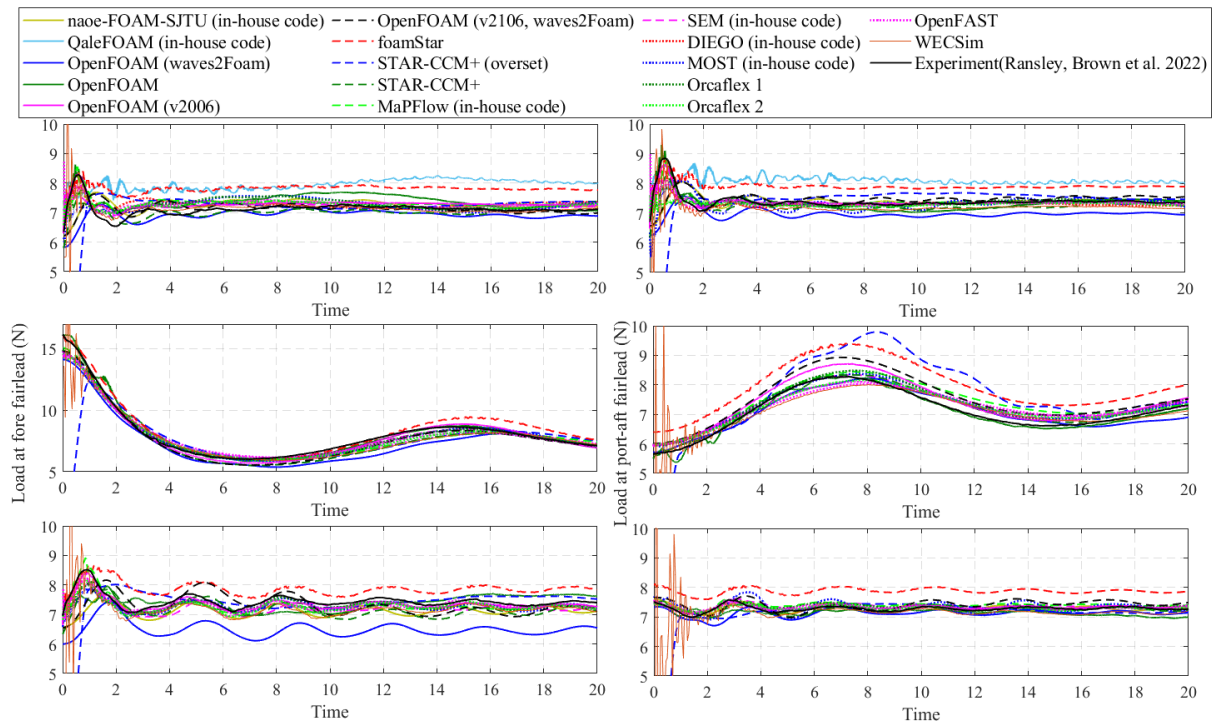 naoe-FOAM-SJTU (in-house code) OpenFOAM (v2106, waves2Foam) SEM (in-house code) OpenFAST
QaleFOAM (in-house code) foamStar DIEGO (in-house code) WECSim
OpenFOAM (waves2Foam) STAR-CCM+ (overset) MOST (in-house code) Experiment(Ransley, Brown et al. 2022)
OpenFOAM STAR-CCM+ Orcaflex 1
OpenFOAM (v2006) MaPFlow (in-house code) Orcaflex 2
10 10
9 9
8 8
7 7
6 6
5 5
0 2 4 6 8 10 12 14 16 18 20 0 2 4 6 8 10 12 14 16 18 20
Time Time
Load at fore fairlead (N)
Load at port-aft fairlead (N)
15 10
10 9
5 8
7
6
5
0 2 4 6 8 10 12 14 16 18 20 0 2 4 6 8 10 12 14 16 18 20
Time Time
10 10
9 9
8 8
7 7
6 6
5 5
0 2 4 6 8 10 12 14 16 18 20 0 2 4 6 8 10 12 14 16 18 20
Time Time